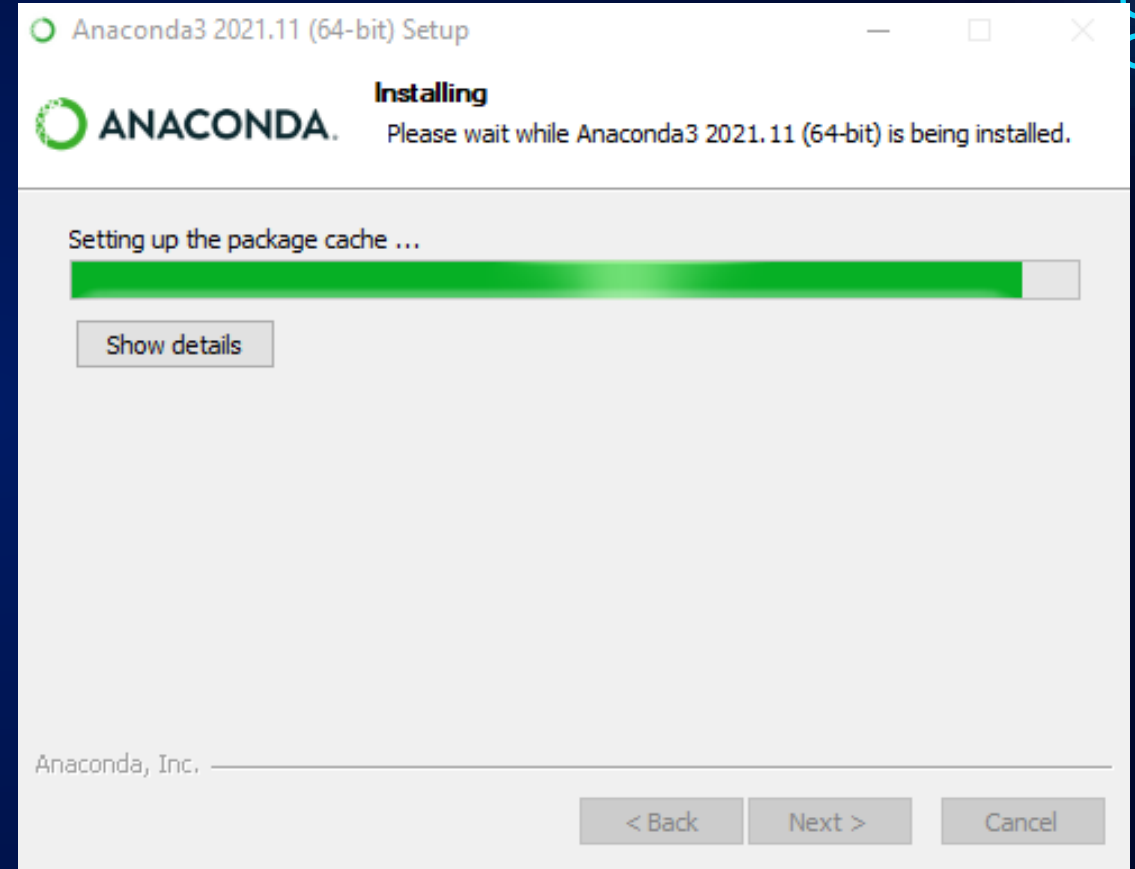 Anaconda3 2021.11 (64-bit) Setup
ANACONDA.
Installing
Please wait while Anaconda3 2021.11 (64-bit) is being installed.
Setting up the package cache ...
Show details
Anaconda, Inc.
< Back
Next >
Cancel